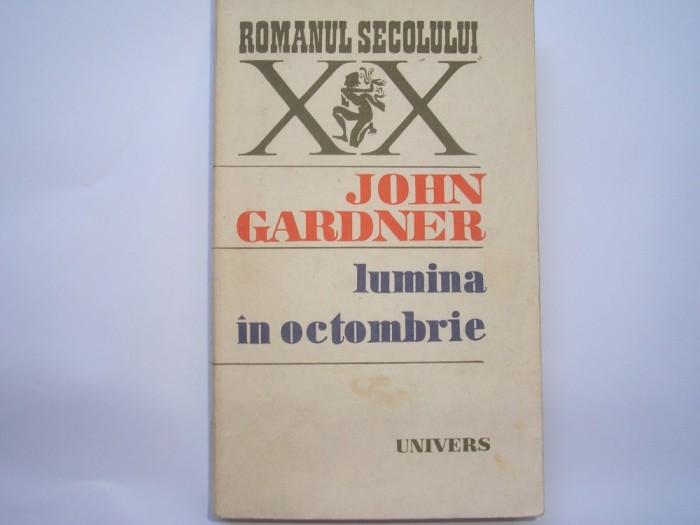 ROMANUL SECOLULUI
XX
JOHN
GARDNER
lumina
în octombrie
UNIVERS